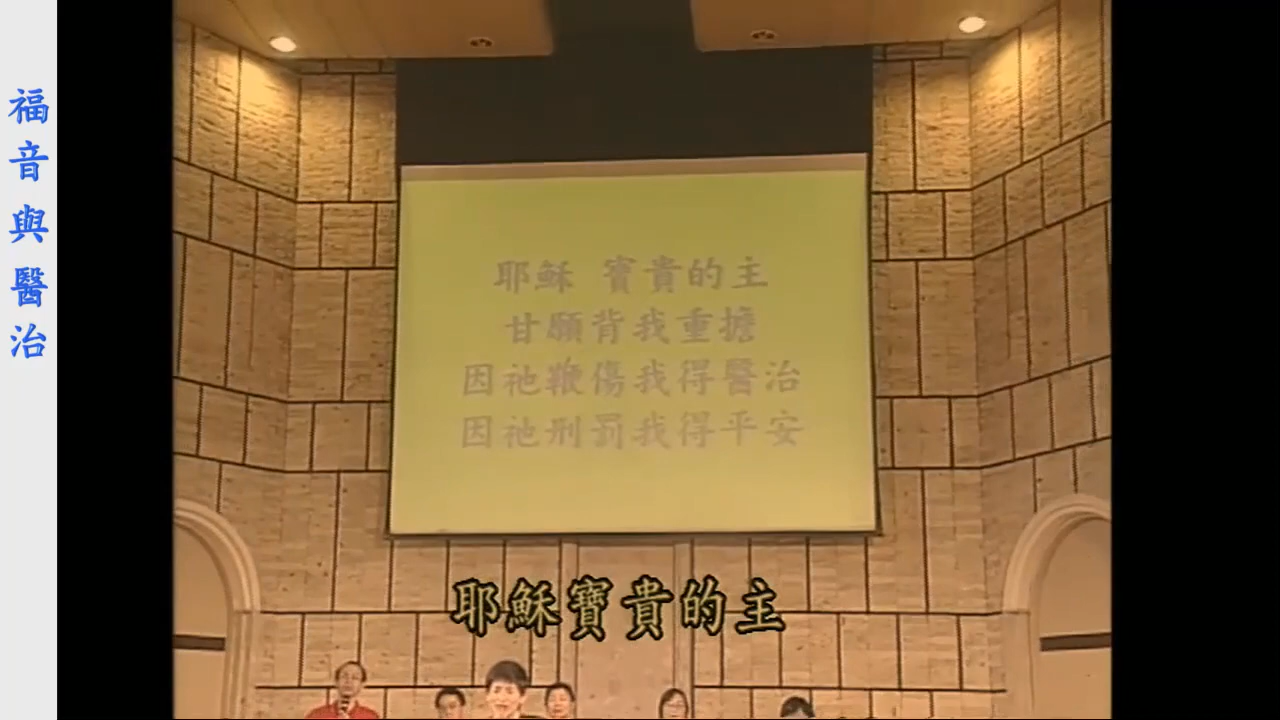 福音與醫治
耶穌 寶貴的主
甘願背我重擔
因祂鞭傷我得醫治
因祂刑罰我得平安
耶穌寶貴的主